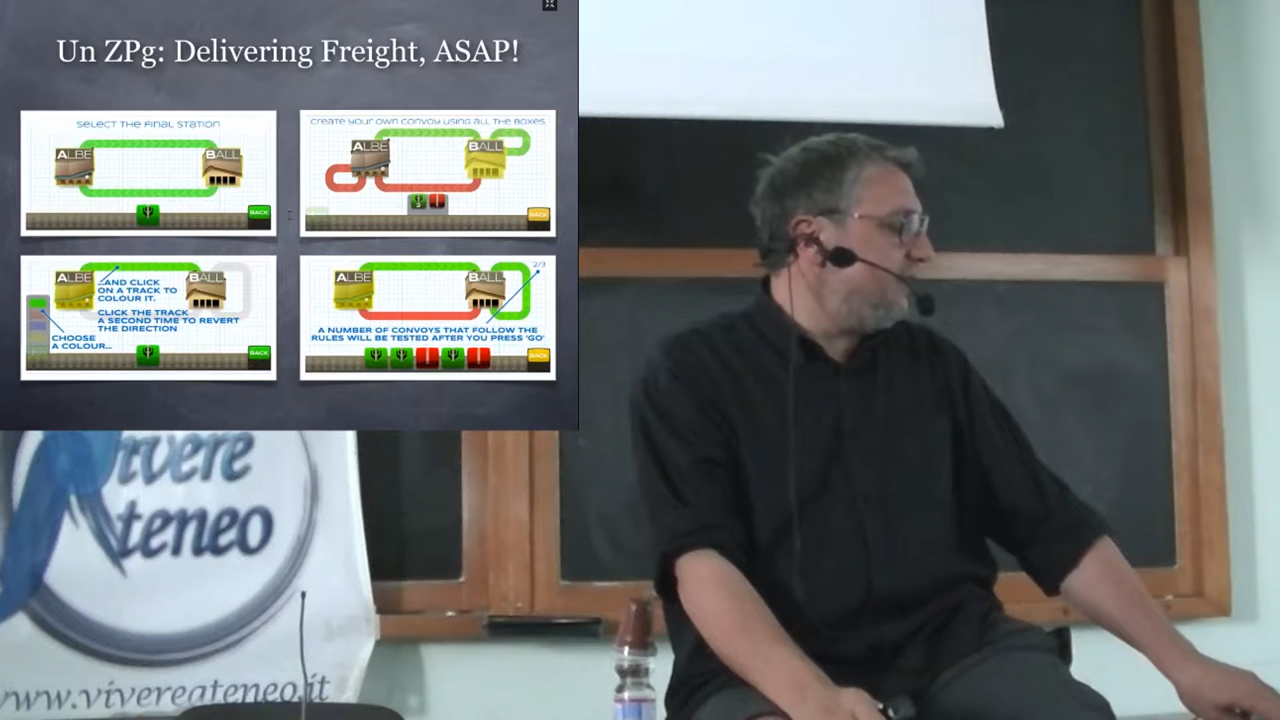 Un ZPg: Delivering Freight, ASAP!
SELECT THE FINAL STATION
ALBE
BALL
BACK
Create your own convoy using all the boxes
ALBE
BALL
BACK
ALBE
BALL
...AND CLICK
ON A TRACK TO
COLOUR IT.
CLICK THE TRACK
A SECOND TIME TO REVERT
THE DIRECTION
CHOOSE
A COLOUR...
BACK
2/3
ALBE
BALL
A NUMBER OF CONVOYS THAT FOLLOW THE
RULES WILL BE TESTED AFTER YOU PRESS 'GO'
BACK
Vivere
Ateneo
www.vivereateneo.it